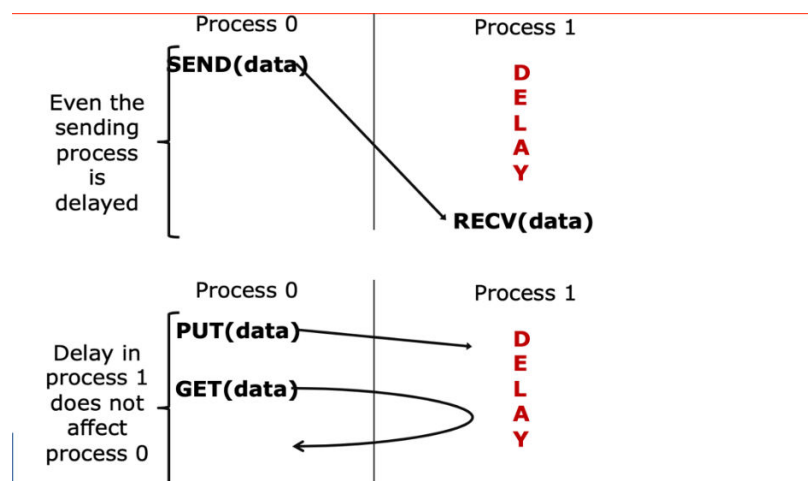 Process 0
Process 1
SEND(data)
Even the
sending
process
is
delayed
D
E
L
A
Y
RECV(data)
Process 0
Process 1
PUT(data)
Delay in
process 1
does not
affect
process 0
GET(data)
D
E
L
A
Y